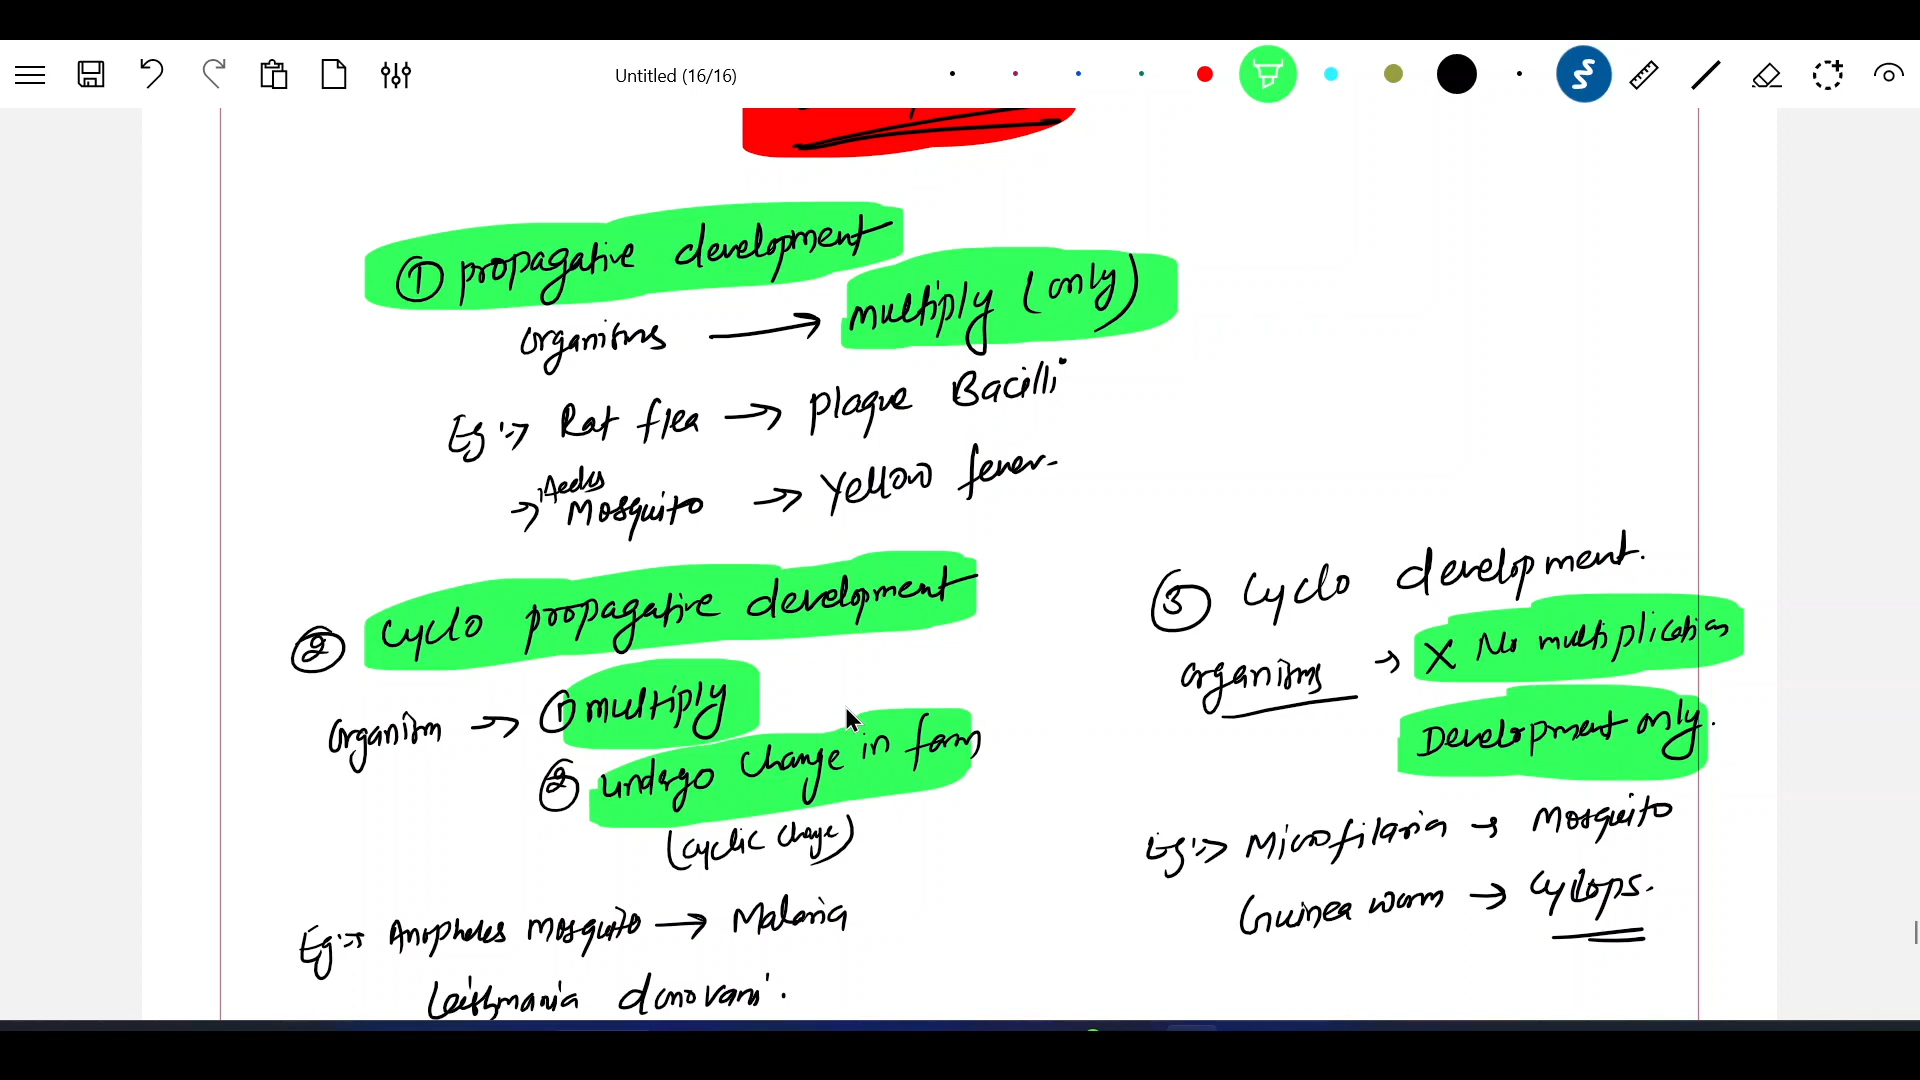 Untitled (16/16)
① propagative development
organisms → multiply (only)
Eg :→ Rat flea → plaque Bacilli
→ Aedes Mosquito → Yellow fever
② cyclo propagative development
organism → ① multiply
② undergo change in form
(cyclic change)
Eg :→ Anopheles mosquito → Malaria
Leishmania donovani.
③ Cyclo development.
organisms → X No multiplication
Development only.
Eg :→ Microfilaria → Mosquito
Guinea worm → cyclops.